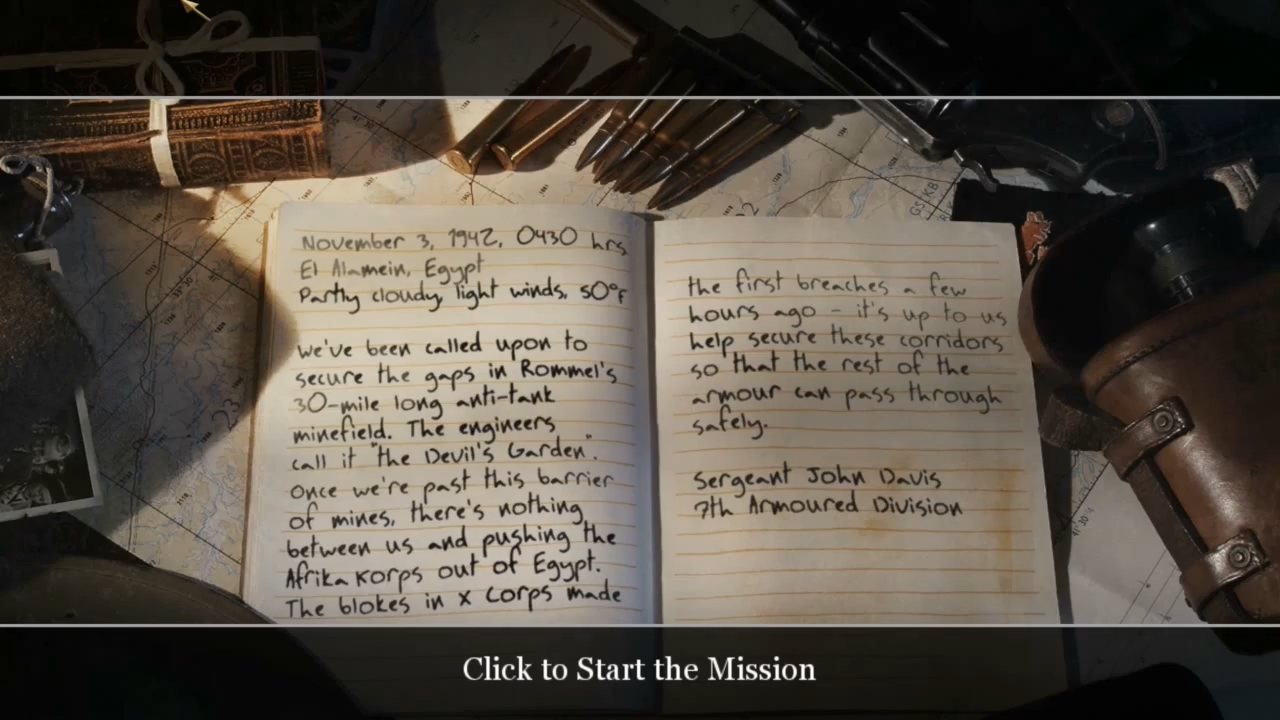 November 3, 1942, 0430 hrs
El Alamein, Egypt
Partly cloudy, light winds, 50°F
We've been called upon to
secure the gaps in Rommel's
30-mile long anti-tank
minefield. The engineers
call it "the Devil's Garden".
Once we're past this barrier
of mines, there's nothing
between us and pushing the
Afrika Korps out of Egypt.
The blokes in X Corps made
the first breaches a few
hours ago - it's up to us
help secure these corridors
so that the rest of the
armour can pass through
safely.
Sergeant John Davis
7th Armoured Division
Click to Start the Mission